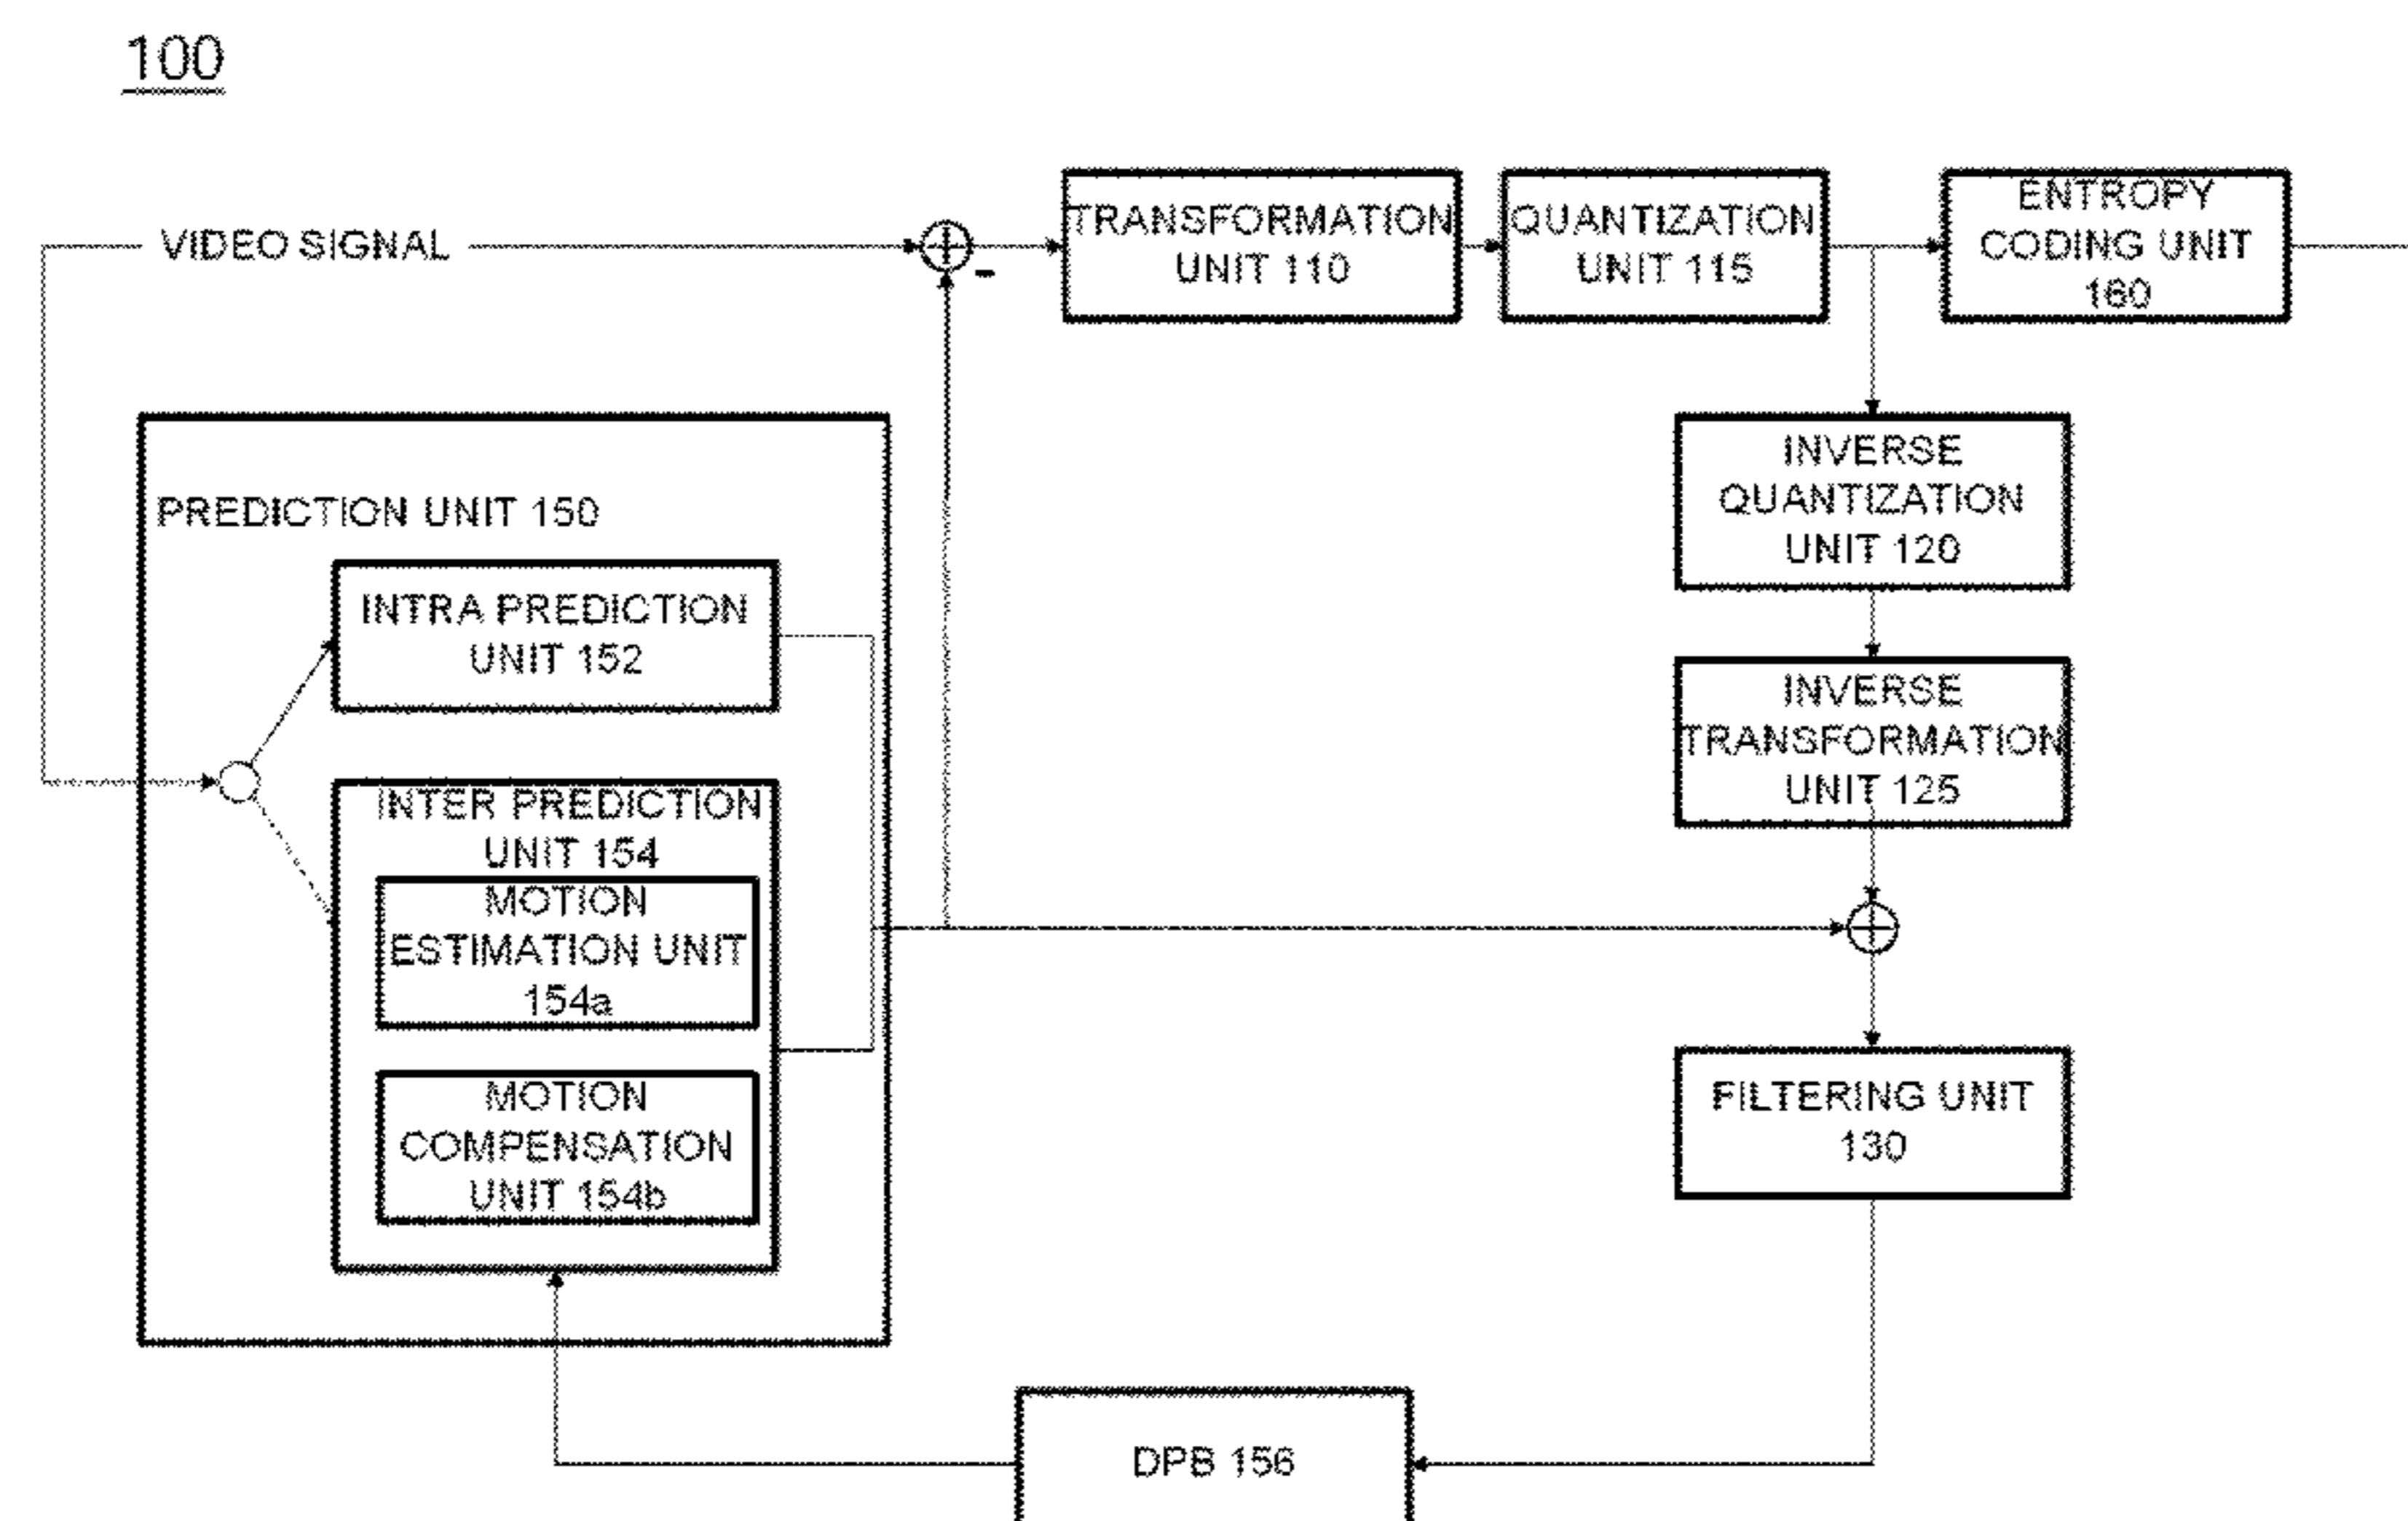 100
VIDEO SIGNAL
-
TRANSFORMATION
UNIT 110
QUANTIZATION
UNIT 115
ENTROPY
CODING UNIT
160
INVERSE
QUANTIZATION
UNIT 120
INVERSE
TRANSFORMATION
UNIT 125
PREDICTION UNIT 150
INTRA PREDICTION
UNIT 152
INTER PREDICTION
UNIT 154
MOTION
ESTIMATION UNIT
154a
MOTION
COMPENSATION
UNIT 154b
FILTERING UNIT
130
DPB 156